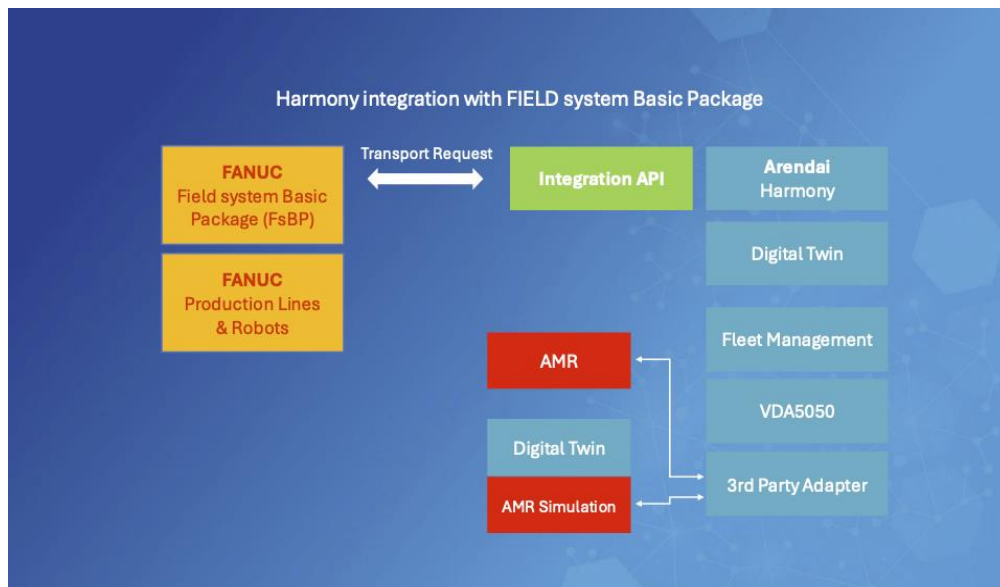 Harmony integration with FIELD system Basic Package
FANUC
Field system Basic
Package (FsBP)
Transport Request
Integration API
Arendai
Harmony
FANUC
Production Lines
& Robots
Digital Twin
Fleet Management
AMR
VDA5050
Digital Twin
AMR Simulation
3rd Party Adapter